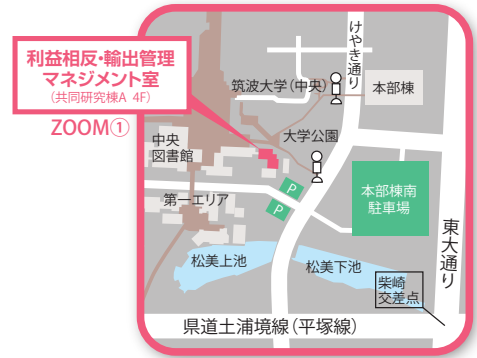 利益相反・輸出管理
マネジメント室
(共同研究棟A 4F)
ZOOM①
けやき通り
筑波大学(中央)
本部棟
中央
図書館
大学公園
第一エリア
P
P
本部棟南
駐車場
東大通り
松美上池
松美下池
柴崎
交差点
県道土浦境線(平塚線)